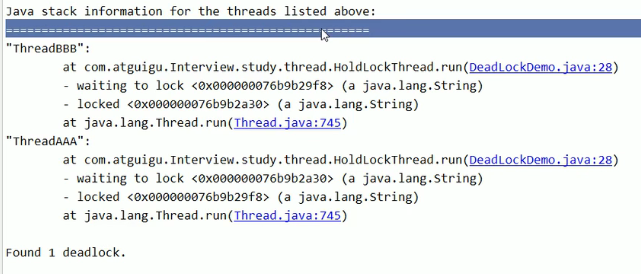 Java stack information for the threads listed above:
===================================================
"ThreadBBB":
        at com.atguigu.Interview.study.thread.HoldLockThread.run(DeadLockDemo.java:28)
        - waiting to lock <0x000000076b9b29f8> (a java.lang.String)
        - locked <0x000000076b9b2a30> (a java.lang.String)
        at java.lang.Thread.run(Thread.java:745)
"ThreadAAA":
        at com.atguigu.Interview.study.thread.HoldLockThread.run(DeadLockDemo.java:28)
        - waiting to lock <0x000000076b9b2a30> (a java.lang.String)
        - locked <0x000000076b9b29f8> (a java.lang.String)
        at java.lang.Thread.run(Thread.java:745)
Found 1 deadlock.